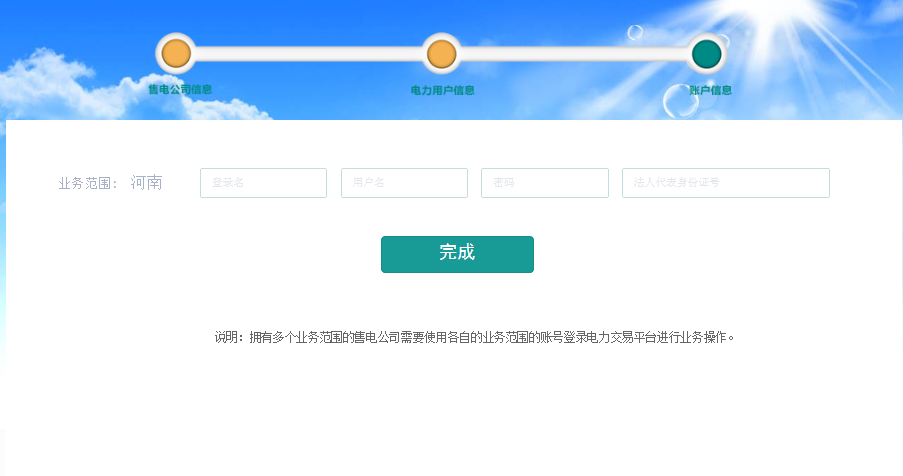 售电公司信息 电力用户信息 账户信息
业务范围： 河南 登录名 用户名 密码 法人代表身份证号
完成
说明：拥有多个业务范围的售电公司需要使用各自的业务范围的账号登录电力交易平台进行业务操作。